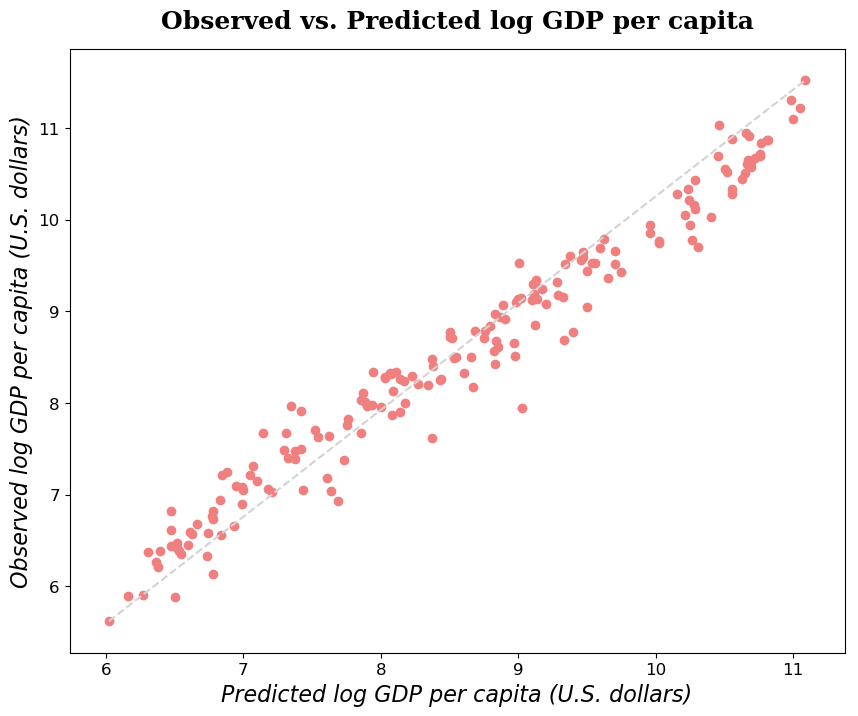 Observed vs. Predicted log GDP per capita
Observed log GDP per capita (U.S. dollars)
11
10
9
8
7
6
6 7 8 9 10 11
Predicted log GDP per capita (U.S. dollars)